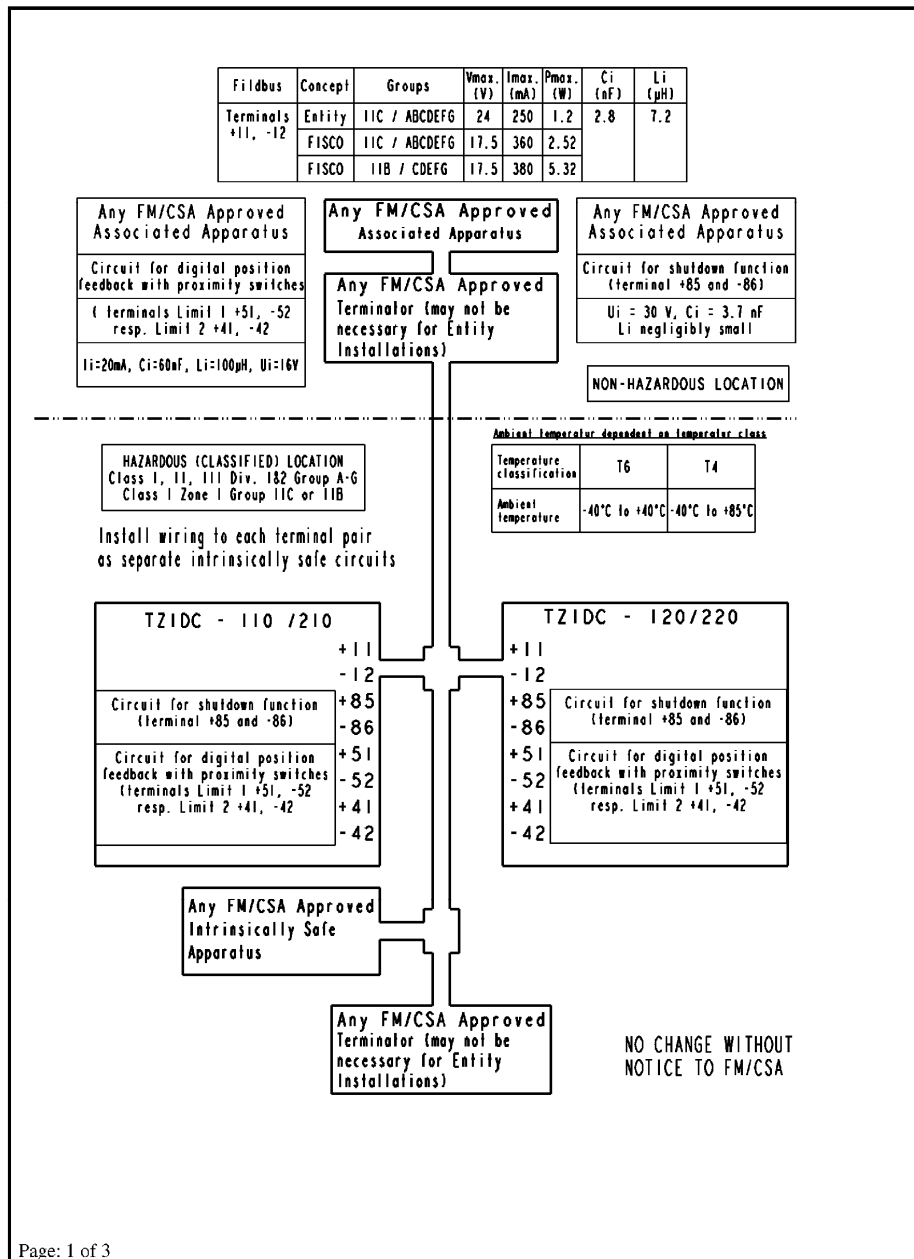 Fildbus Concept Groups Vmax. (V) Imax. (mA) Pmax. (W) Ci (nF) Li (µH)
Terminals +11, -12 Entity IIC / ABCDEFG 24 250 1.2 2.8 7.2
FISCO IIC / ABCDEFG 17.5 360 2.52
FISCO IIB / CDEFG 17.5 380 5.32
Any FM/CSA Approved
Associated Apparatus
Circuit for digital position
feedback with proximity switches
( terminals Limit 1 +51, -52
resp. Limit 2 +41, -42
Ii=20mA, Ci=60nF, Li=100µH, Ui=16V
Any FM/CSA Approved
Associated Apparatus
Any FM/CSA Approved
Terminator (may not be
necessary for Entity
Installations)
Any FM/CSA Approved
Associated Apparatus
Circuit for shutdown function
(terminal +85 and -86)
Ui = 30 V, Ci = 3.7 nF
Li negligibly small
NON-HAZARDOUS LOCATION
HAZARDOUS (CLASSIFIED) LOCATION
Class I, II, III Div. 1&2 Group A-G
Class I Zone 1 Group IIC or IIB
Install wiring to each terminal pair
as separate intrinsically safe circuits
Ambient temperatur dependent on temperatur class
Temperature classification T6 T4
Ambient temperature -40°C to +40°C -40°C to +85°C
TZIDC - 110 /210
+11
-12
+85
-86
+51
-52
+41
-42
Circuit for shutdown function
(terminal +85 and -86)
Circuit for digital position
feedback with proximity switches
(terminals Limit 1 +51, -52
resp. Limit 2 +41, -42
TZIDC - 120/220
+11
-12
+85
-86
+51
-52
+41
-42
Circuit for shutdown function
(terminal +85 and -86)
Circuit for digital position
feedback with proximity switches
(terminals Limit 1 +51, -52
resp. Limit 2 +41, -42
Any FM/CSA Approved
Intrinsically Safe
Apparatus
Any FM/CSA Approved
Terminator (may not be
necessary for Entity
Installations)
NO CHANGE WITHOUT
NOTICE TO FM/CSA
Page: 1 of 3